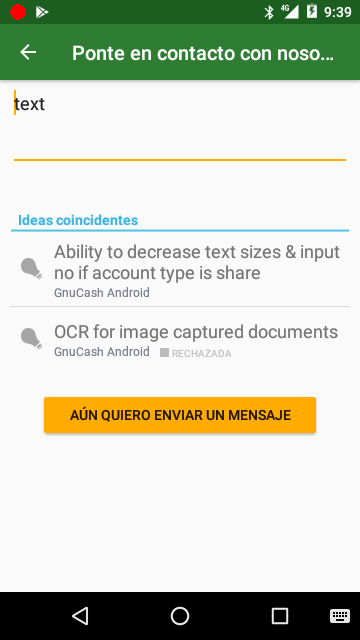 4G
9:39
Ponte en contacto con noso...
text
Ideas coincidentes
Ability to decrease text sizes & input
no if account type is share
GnuCash Android
OCR for image captured documents
GnuCash Android RECHAZADA
AÚN QUIERO ENVIAR UN MENSAJE